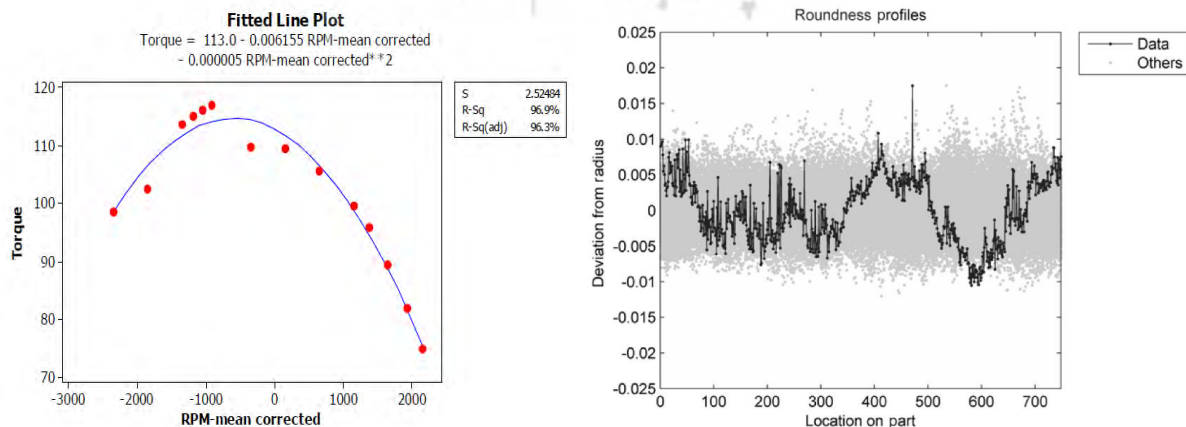 Fitted Line Plot
Torque = 113.0 - 0.006155 RPM-mean corrected
- 0.000005 RPM-mean corrected**2
S 2.52484
R-Sq 96.9%
R-Sq(adj) 96.3%
120
110
100
90
80
70
Torque
-3000 -2000 -1000 0 1000 2000
RPM-mean corrected
Roundness profiles
Data
Others
0.025
0.02
0.015
0.01
0.005
0
-0.005
-0.01
-0.015
-0.02
-0.025
Deviation from radius
0 100 200 300 400 500 600 700
Location on part